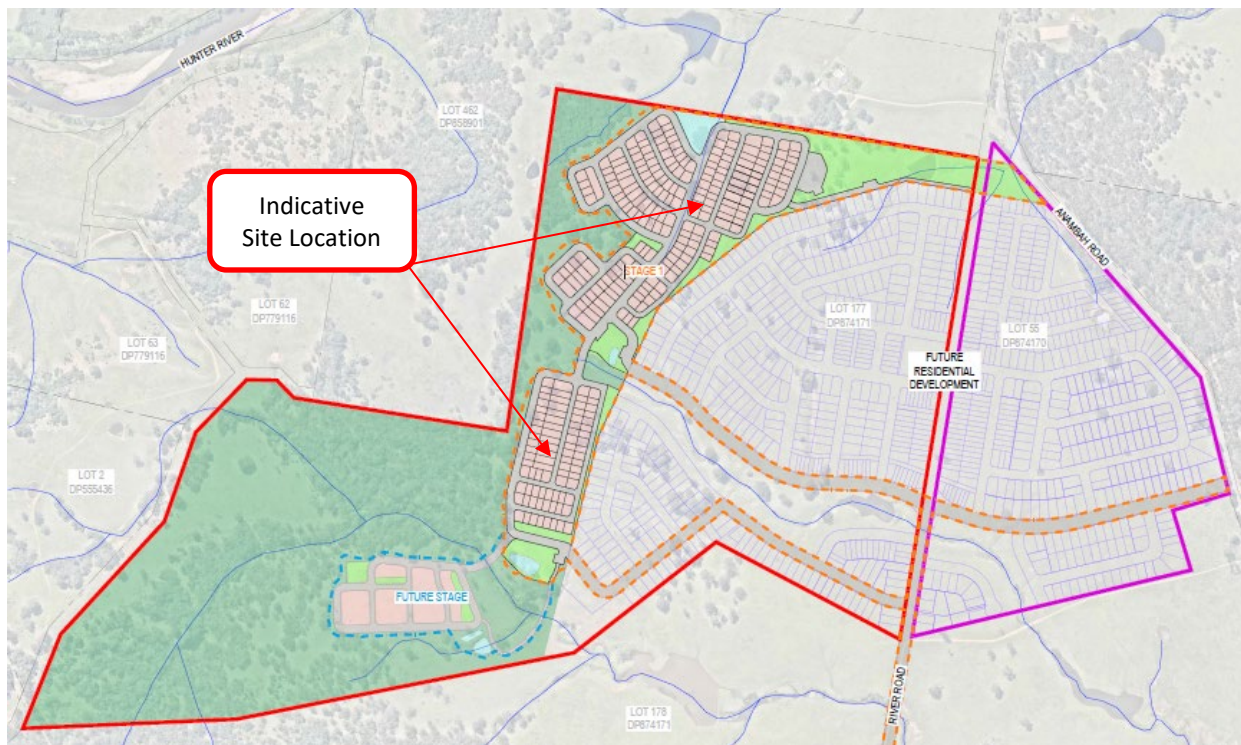 HUNTER RIVER
LOT 462
DP858901
Indicative
Site Location
ANAMBAH ROAD
STAGE 1
LOT 62
DP779116
LOT 177
DP874171
LOT 63
DP779116
LOT 55
DP874170
FUTURE
RESIDENTIAL
DEVELOPMENT
LOT 2
DP555436
FUTURE STAGE
RIVER ROAD
LOT 178
DP874171